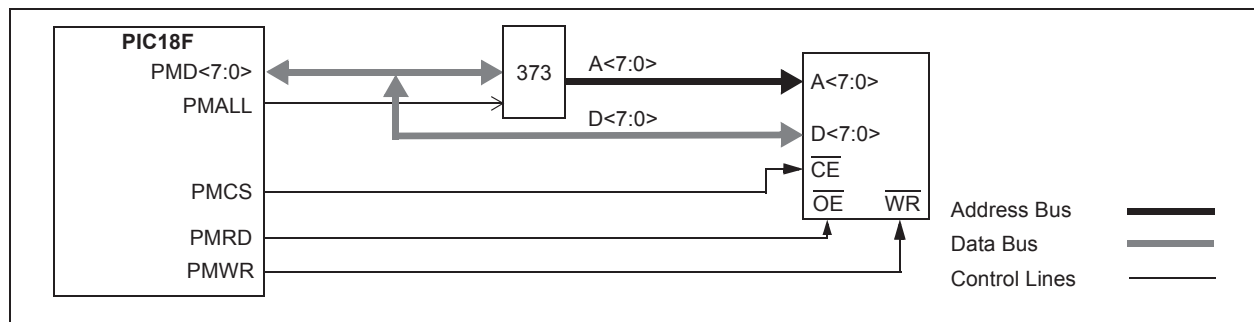 PIC18F
PMD<7:0>
PMALL
PMCS
PMRD
PMWR
373
A<7:0>
D<7:0>
A<7:0>
D<7:0>
CE
OE WR
Address Bus
Data Bus
Control Lines